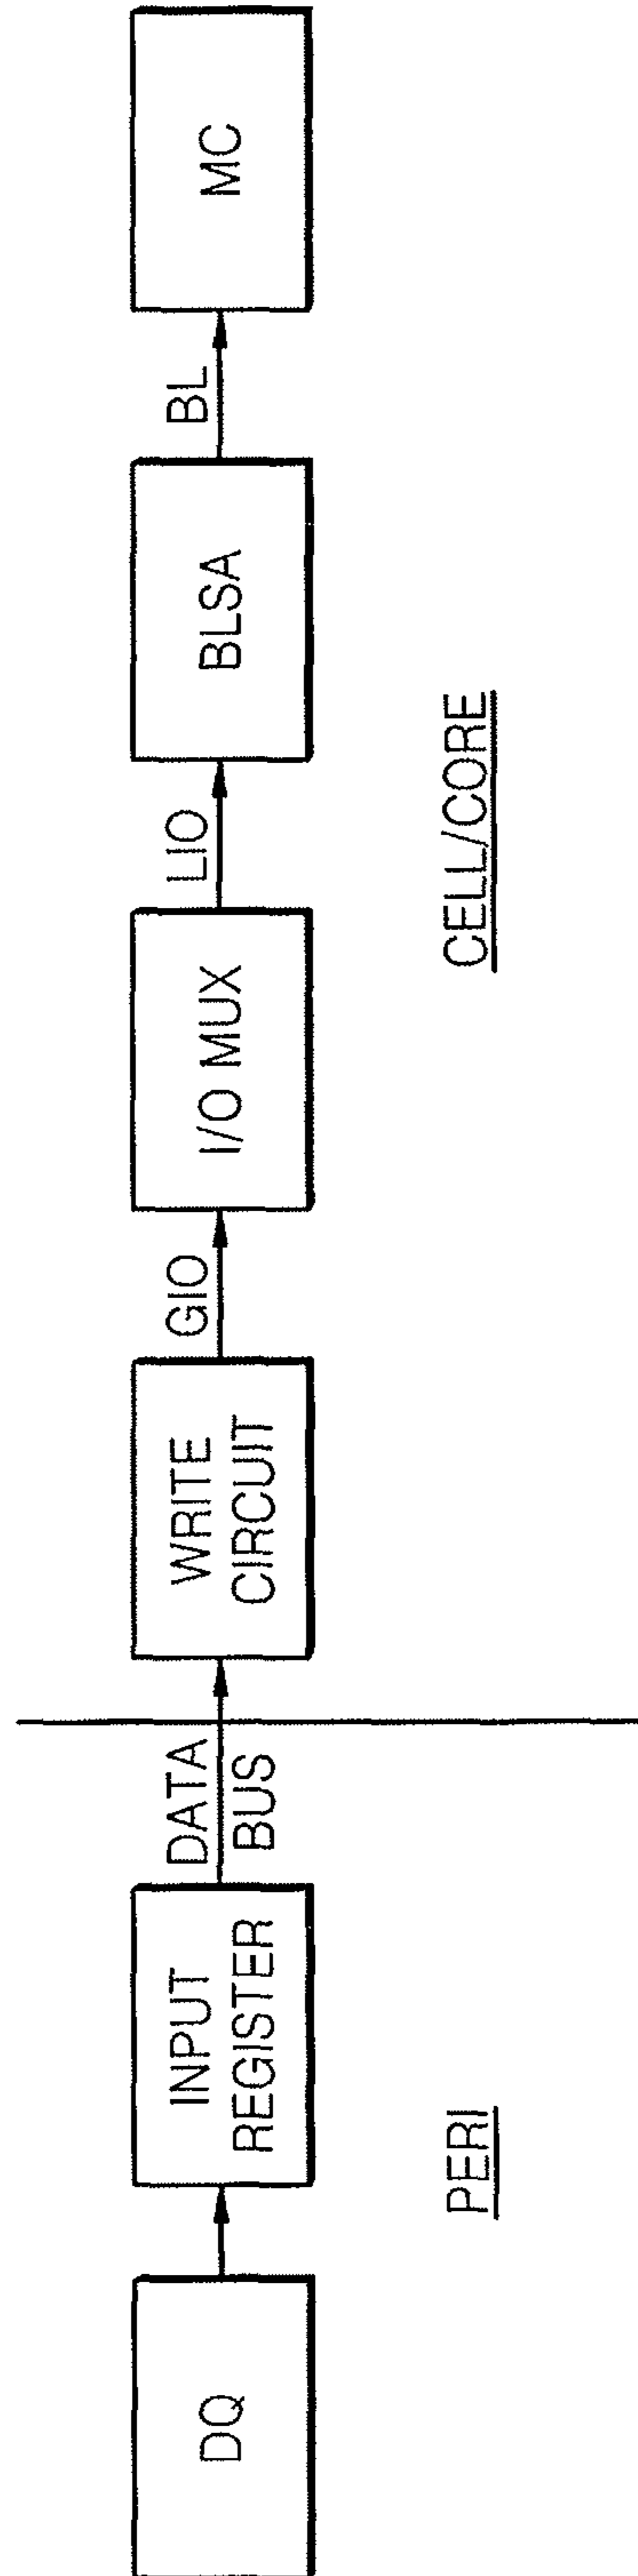 DQ
INPUT
REGISTER
DATA
BUS
WRITE
CIRCUIT
GIO
I/O MUX
LIO
BLSA
BL
MC
PERI
CELL/CORE